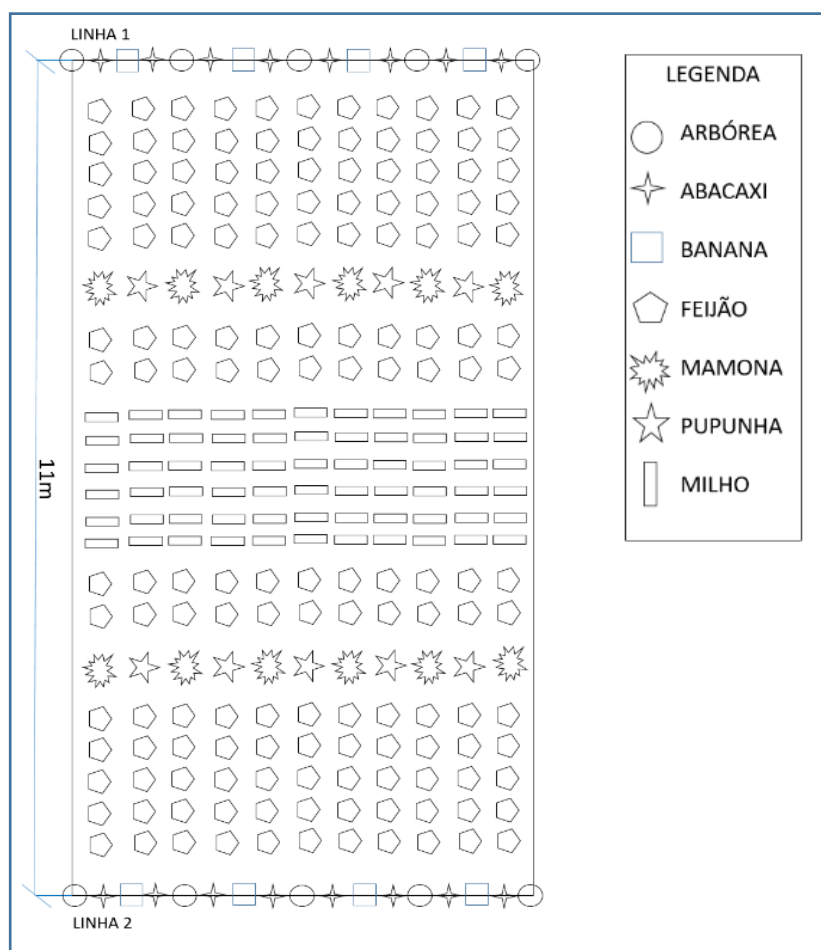 LINHA 1
LEGENDA
ARBÓREA
ABACAXI
BANANA
FEIJÃO
MAMONA
PUPUNHA
MILHO
11m
LINHA 2